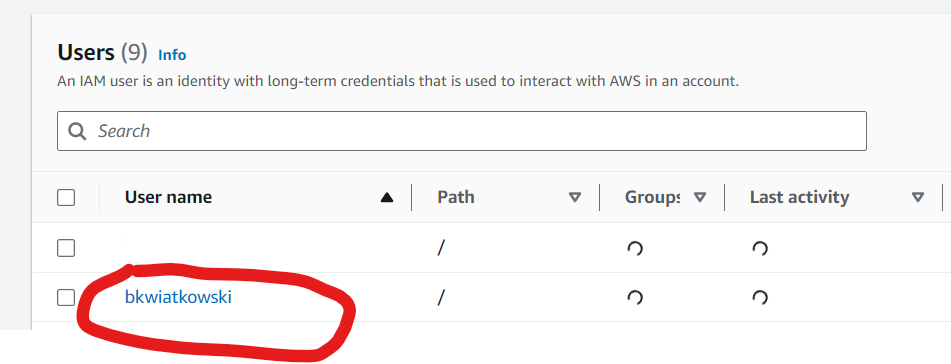 Users (9) Info
An IAM user is an identity with long-term credentials that is used to interact with AWS in an account.
Search
User name Path Groups Last activity
/
bkwiatkowski /